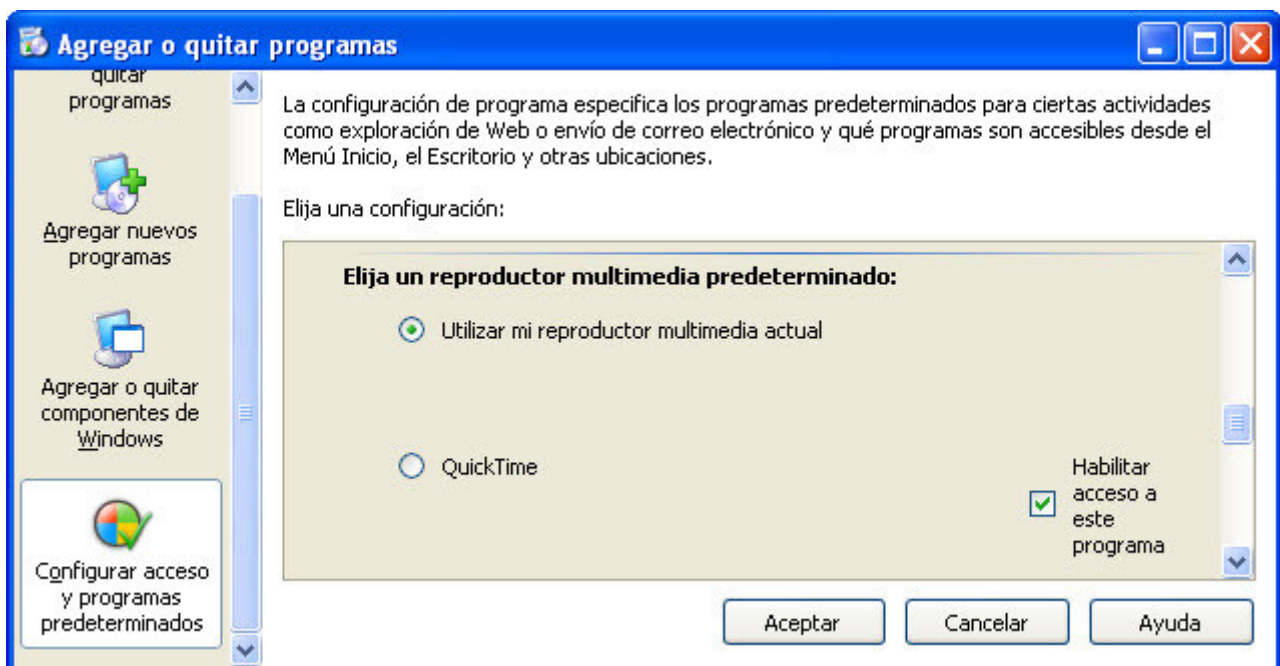 Agregar o quitar programas
quitar
programas
Agregar nuevos
programas
Agregar o quitar
componentes de
Windows
Configurar acceso
y programas
predeterminados
La configuración de programa especifica los programas predeterminados para ciertas actividades
como exploración de Web o envío de correo electrónico y qué programas son accesibles desde el
Menú Inicio, el Escritorio y otras ubicaciones.
Elija una configuración:
Elija un reproductor multimedia predeterminado:
Utilizar mi reproductor multimedia actual
QuickTime
Habilitar
acceso a
este
programa
Aceptar
Cancelar
Ayuda